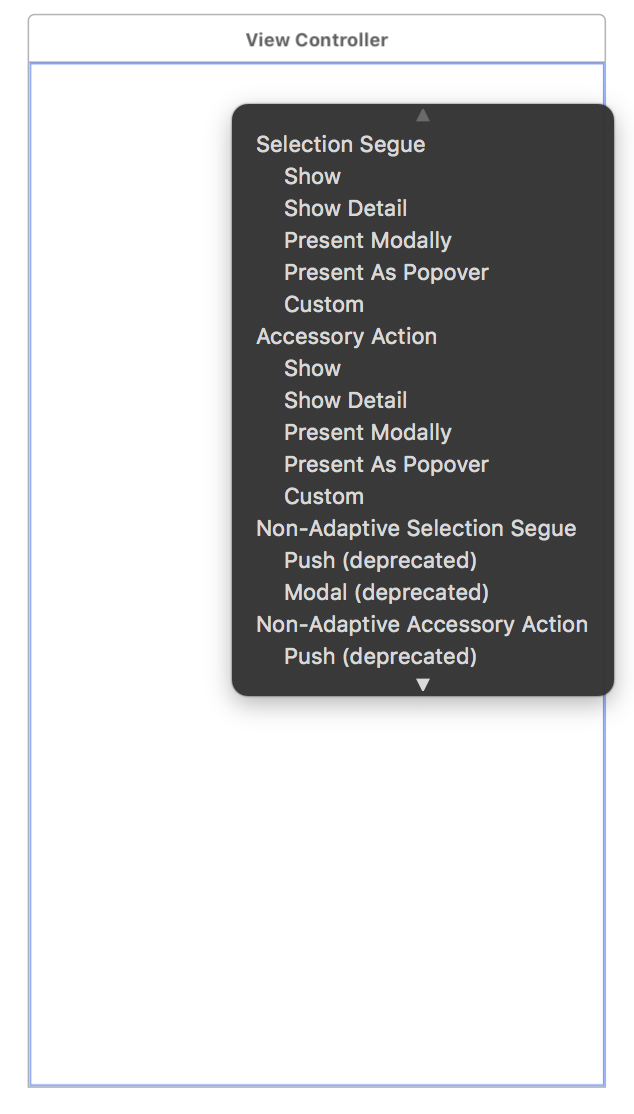 View Controller
Selection Segue
Show
Show Detail
Present Modally
Present As Popover
Custom
Accessory Action
Show
Show Detail
Present Modally
Present As Popover
Custom
Non-Adaptive Selection Segue
Push (deprecated)
Modal (deprecated)
Non-Adaptive Accessory Action
Push (deprecated)